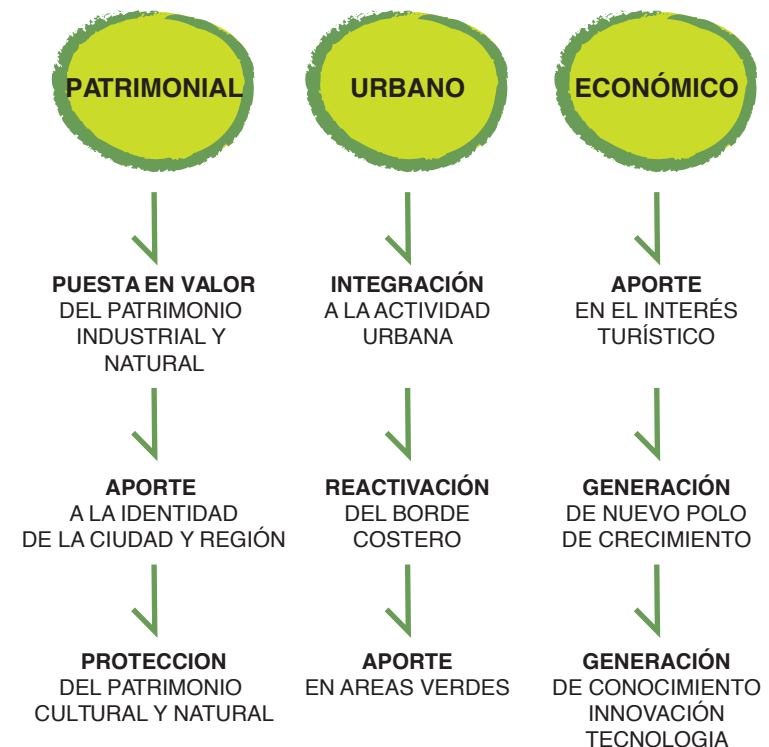 PATRIMONIAL
PUESTA EN VALOR
DEL PATRIMONIO
INDUSTRIAL Y
NATURAL
APORTE
A LA IDENTIDAD
DE LA CIUDAD Y REGIÓN
PROTECCION
DEL PATRIMONIO
CULTURAL Y NATURAL
URBANO
INTEGRACIÓN
A LA ACTIVIDAD
URBANA
REACTIVACIÓN
DEL BORDE
COSTERO
APORTE
EN AREAS VERDES
ECONÓMICO
APORTE
EN EL INTERÉS
TURÍSTICO
GENERACIÓN
DE NUEVO POLO
DE CRECIMIENTO
GENERACIÓN
DE CONOCIMIENTO
INNOVACIÓN
TECNOLOGIA